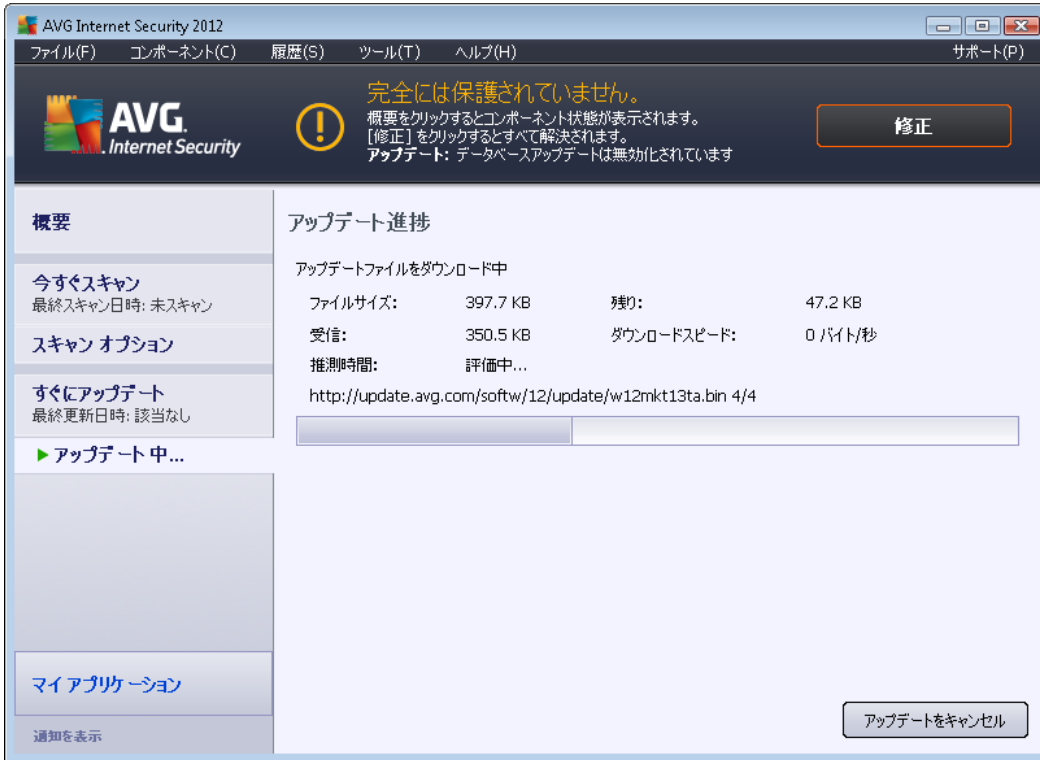 AVG Internet Security 2012
ファイル(F) コンポーネント(C) 履歴(S) ツール(T) ヘルプ(H) サポート(P)
AVG.
Internet Security
完全には保護されていません。
概要をクリックするとコンポーネント状態が表示されます。
[修正] をクリックするとすべて解決されます。
アップデート: データベースアップデートは無効化されています
修正
概要
今すぐスキャン
最終スキャン日時: 未スキャン
スキャン オプション
すぐにアップデート
最終更新日時: 該当なし
アップデート 中...
マイ アプリケーション
通知を表示
アップデート進捗
アップデートファイルをダウンロード中
ファイルサイズ: 397.7 KB 残り: 47.2 KB
受信: 350.5 KB ダウンロードスピード: 0 バイト/秒
推測時間: 評価中...
http://update.avg.com/softw/12/update/w12mkt13ta.bin 4/4
アップデートをキャンセル